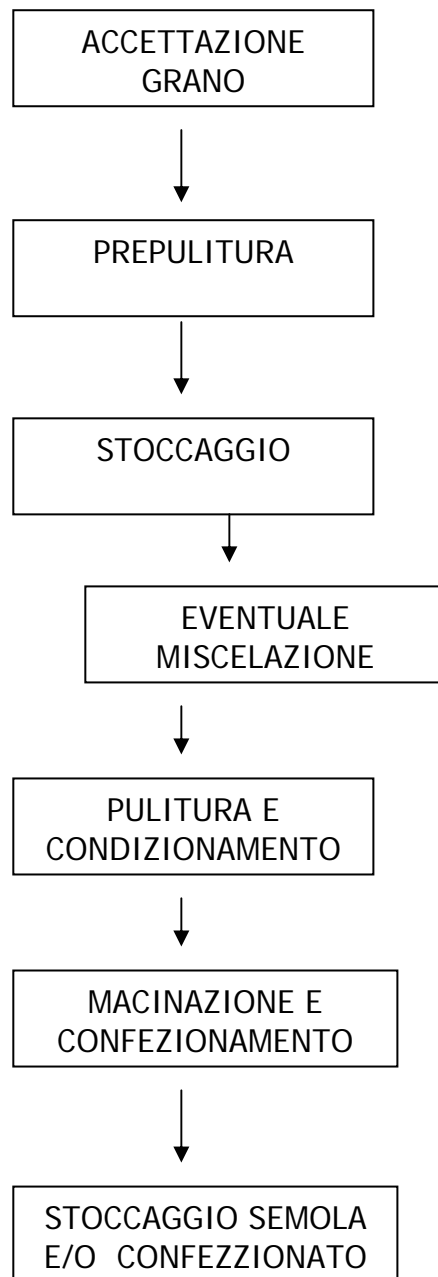 ACCETTAZIONE
GRANO
PREPULITURA
STOCCAGGIO
EVENTUALE
MISCELAZIONE
PULITURA E
CONDIZIONAMENTO
MACINAZIONE E
CONFEZIONAMENTO
STOCCAGGIO SEMOLA
E/O CONFEZZIONATO